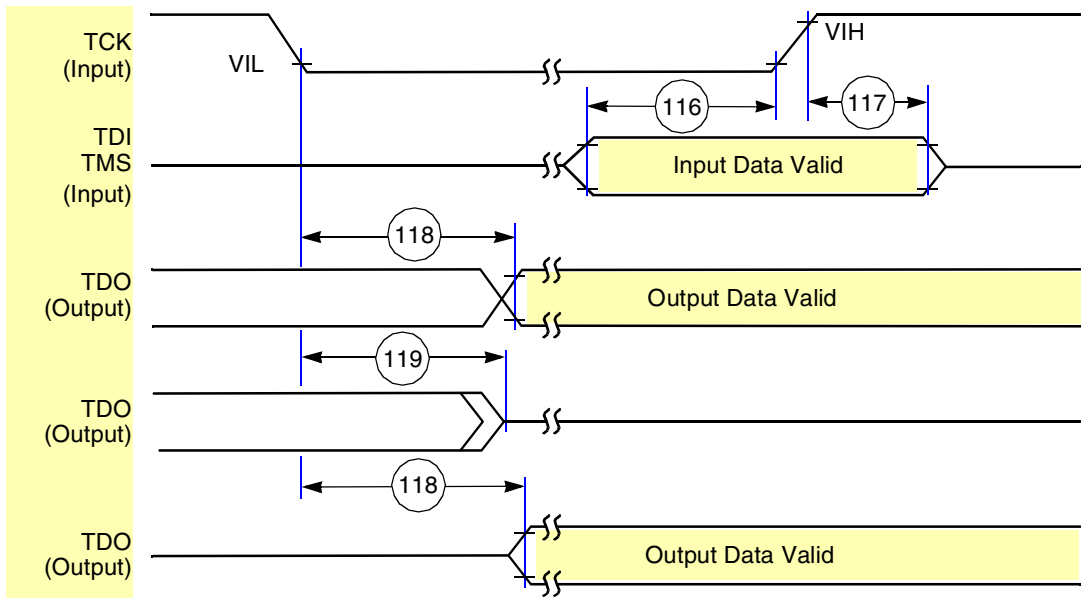 TCK
(Input)
VIL
VIH
116
117
TDI
TMS
(Input)
Input Data Valid
118
TDO
(Output)
Output Data Valid
119
TDO
(Output)
118
TDO
(Output)
Output Data Valid